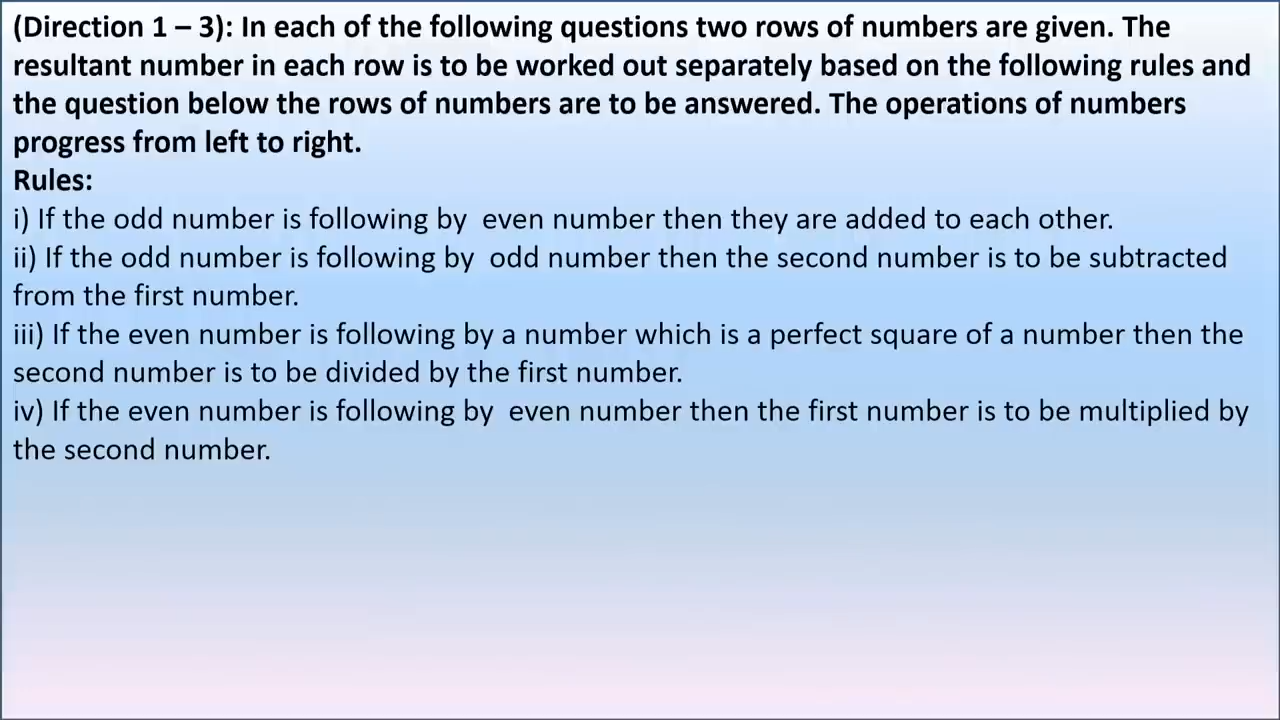 (Direction 1 – 3): In each of the following questions two rows of numbers are given. The
resultant number in each row is to be worked out separately based on the following rules and
the question below the rows of numbers are to be answered. The operations of numbers
progress from left to right.
Rules:
i) If the odd number is following by even number then they are added to each other.
ii) If the odd number is following by odd number then the second number is to be subtracted
from the first number.
iii) If the even number is following by a number which is a perfect square of a number then the
second number is to be divided by the first number.
iv) If the even number is following by even number then the first number is to be multiplied by
the second number.